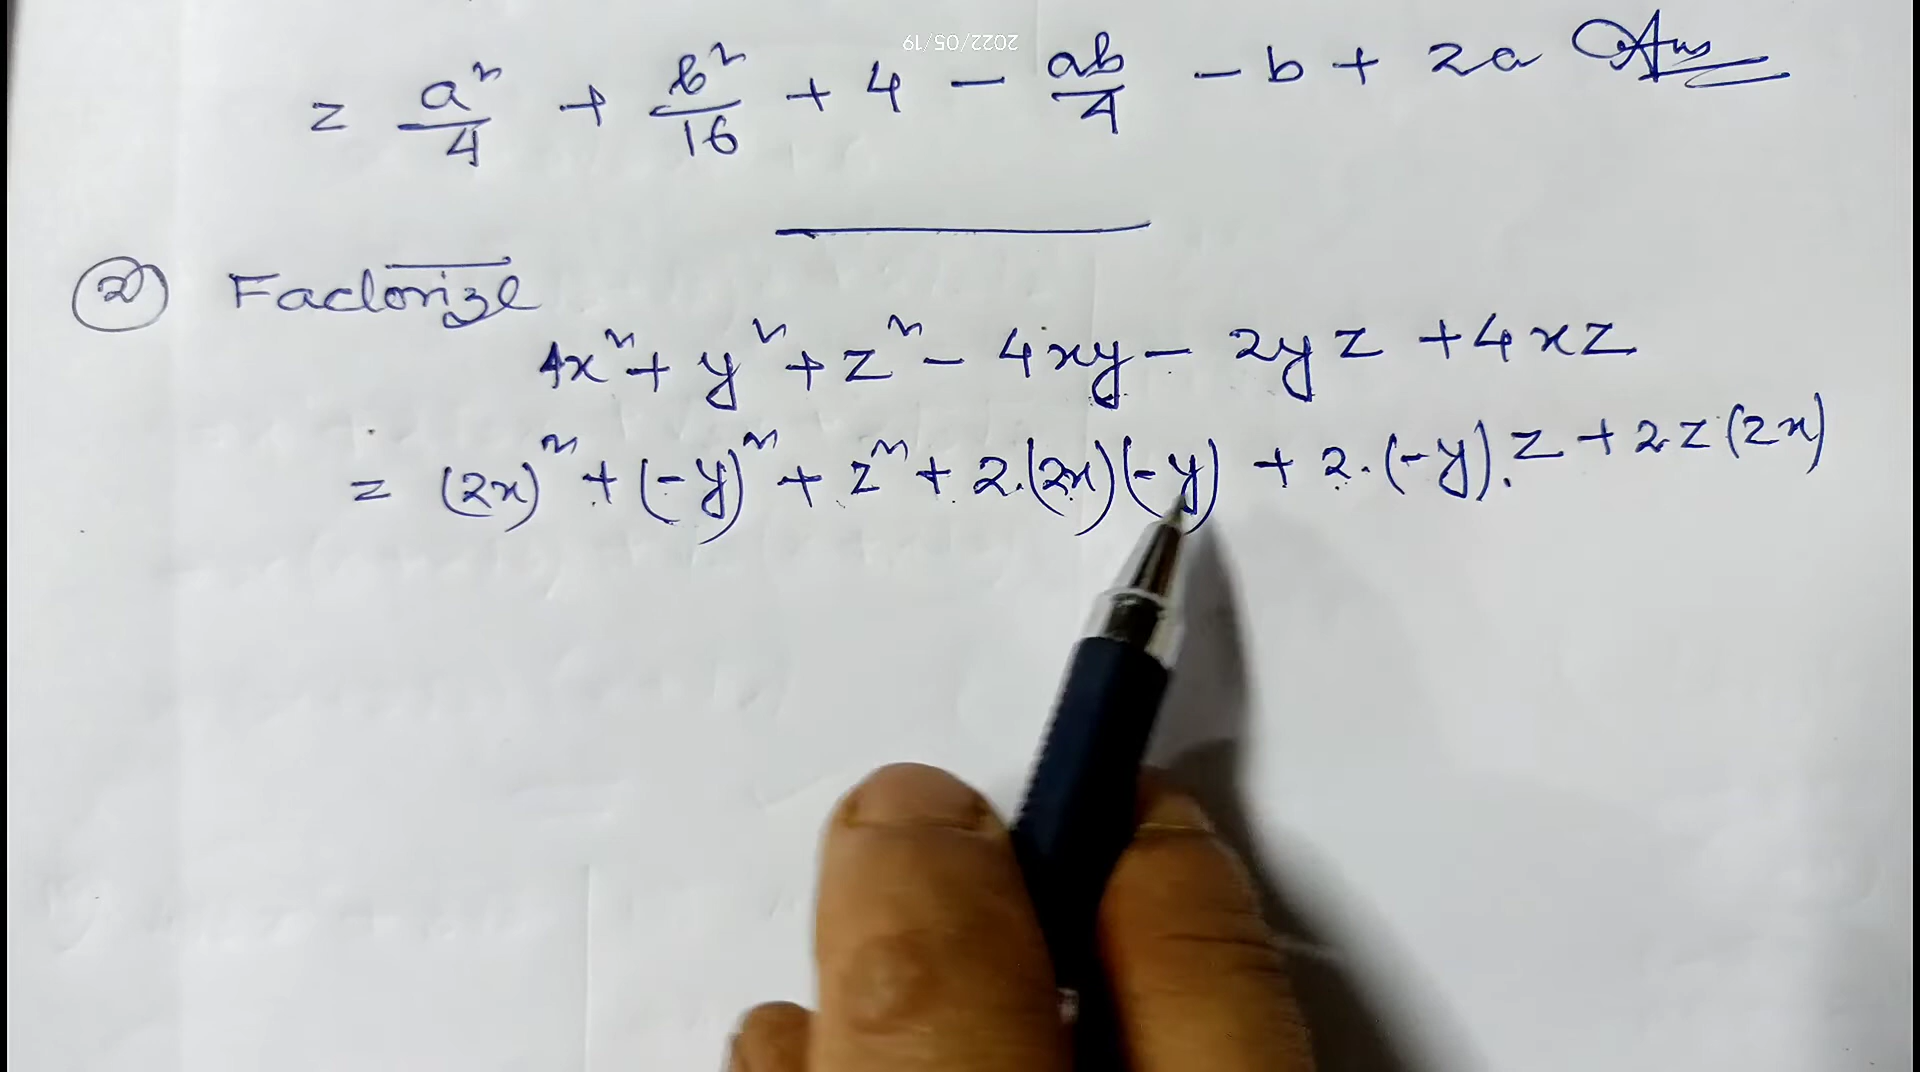 2022/05/19
= a²/4 + b²/16 + 4 - ab/4 - b + 2a Ans
② Factorize
4x² + y² + z² - 4xy - 2yz + 4xz
= (2x)² + (-y)² + z² + 2.(2x)(-y) + 2.(-y).z + 2z(2x)